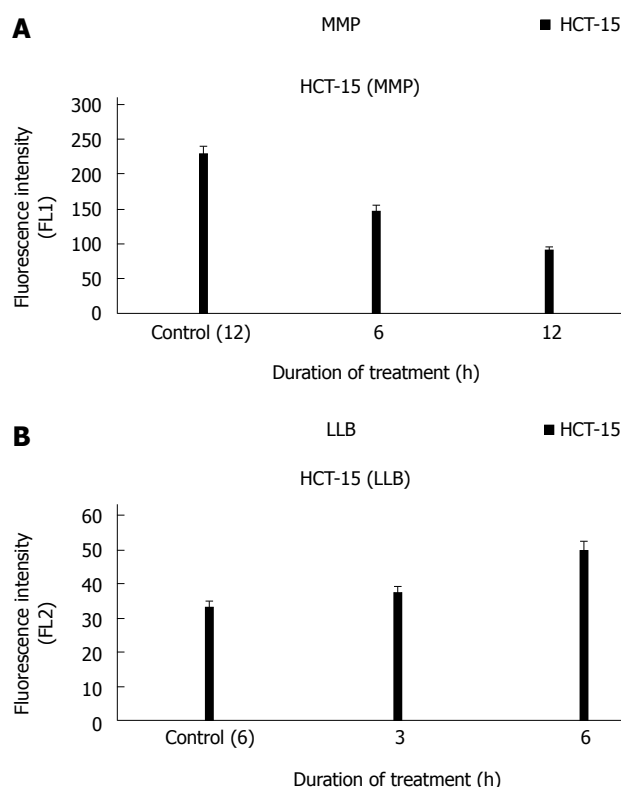 A
MMP
■ HCT-15
HCT-15 (MMP)
Fluorescence intensity
(FL1)
300
250
200
150
100
50
0
Control (12)
6
12
Duration of treatment (h)
B
LLB
■ HCT-15
HCT-15 (LLB)
Fluorescence intensity
(FL2)
60
50
40
30
20
10
0
Control (6)
3
6
Duration of treatment (h)